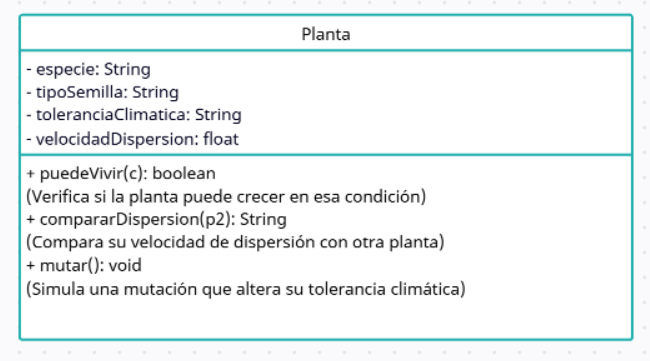 Planta
- especie: String
- tipoSemilla: String
- toleranciaClimatica: String
- velocidadDispersion: float
+ puedeVivir(c): boolean
(Verifica si la planta puede crecer en esa condición)
+ compararDispersion(p2): String
(Compara su velocidad de dispersión con otra planta)
+ mutar(): void
(Simula una mutación que altera su tolerancia climática)